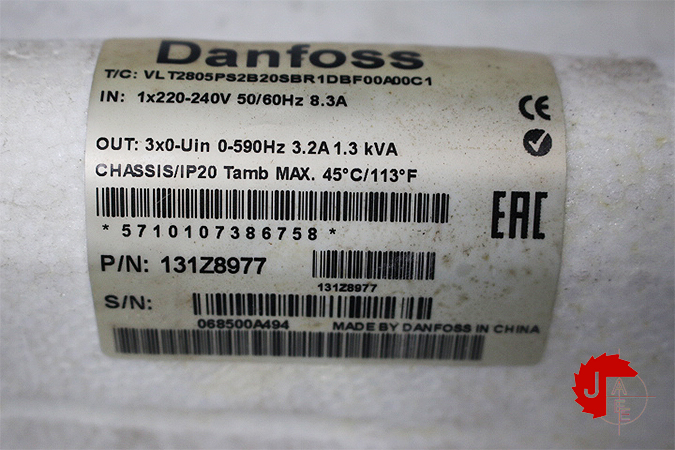 Danfoss
T/C: VLT2805PS2B20SBR1DBF00A00C1
IN: 1x220-240V 50/60Hz 8.3A
CE
OUT: 3x0-Uin 0-590Hz 3.2A 1.3 kVA
CHASSIS/IP20 Tamb MAX. 45°C/113°F
* 5710107386758 *
EAC
P/N: 131Z8977
131Z8977
S/N:
068500A494
MADE BY DANFOSS IN CHINA
J